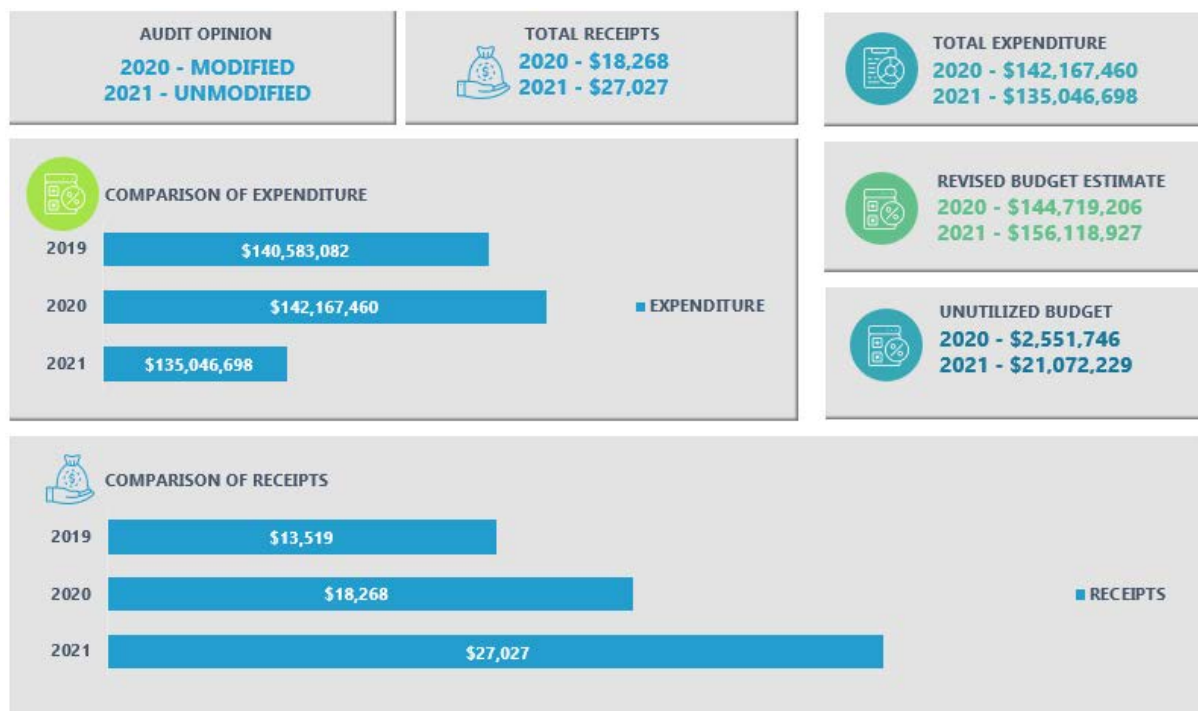 AUDIT OPINION
2020 - MODIFIED
2021 - UNMODIFIED
TOTAL RECEIPTS
2020 - $18,268
2021 - $27,027
TOTAL EXPENDITURE
2020 - $142,167,460
2021 - $135,046,698
COMPARISON OF EXPENDITURE
2019
$140,583,082
2020
$142,167,460
EXPENDITURE
2021
$135,046,698
REVISED BUDGET ESTIMATE
2020 - $144,719,206
2021 - $156,118,927
UNUTILIZED BUDGET
2020 - $2,551,746
2021 - $21,072,229
COMPARISON OF RECEIPTS
2019
$13,519
2020
$18,268
RECEIPTS
2021
$27,027